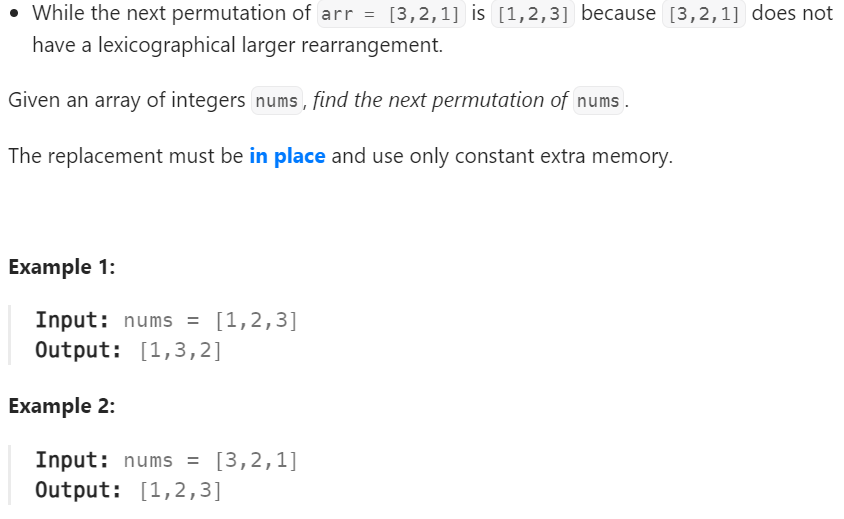 • While the next permutation of arr = [3,2,1] is [1,2,3] because [3,2,1] does not
have a lexicographical larger rearrangement.
Given an array of integers nums, find the next permutation of nums.
The replacement must be in place and use only constant extra memory.
Example 1:
Input: nums = [1,2,3]
Output: [1,3,2]
Example 2:
Input: nums = [3,2,1]
Output: [1,2,3]